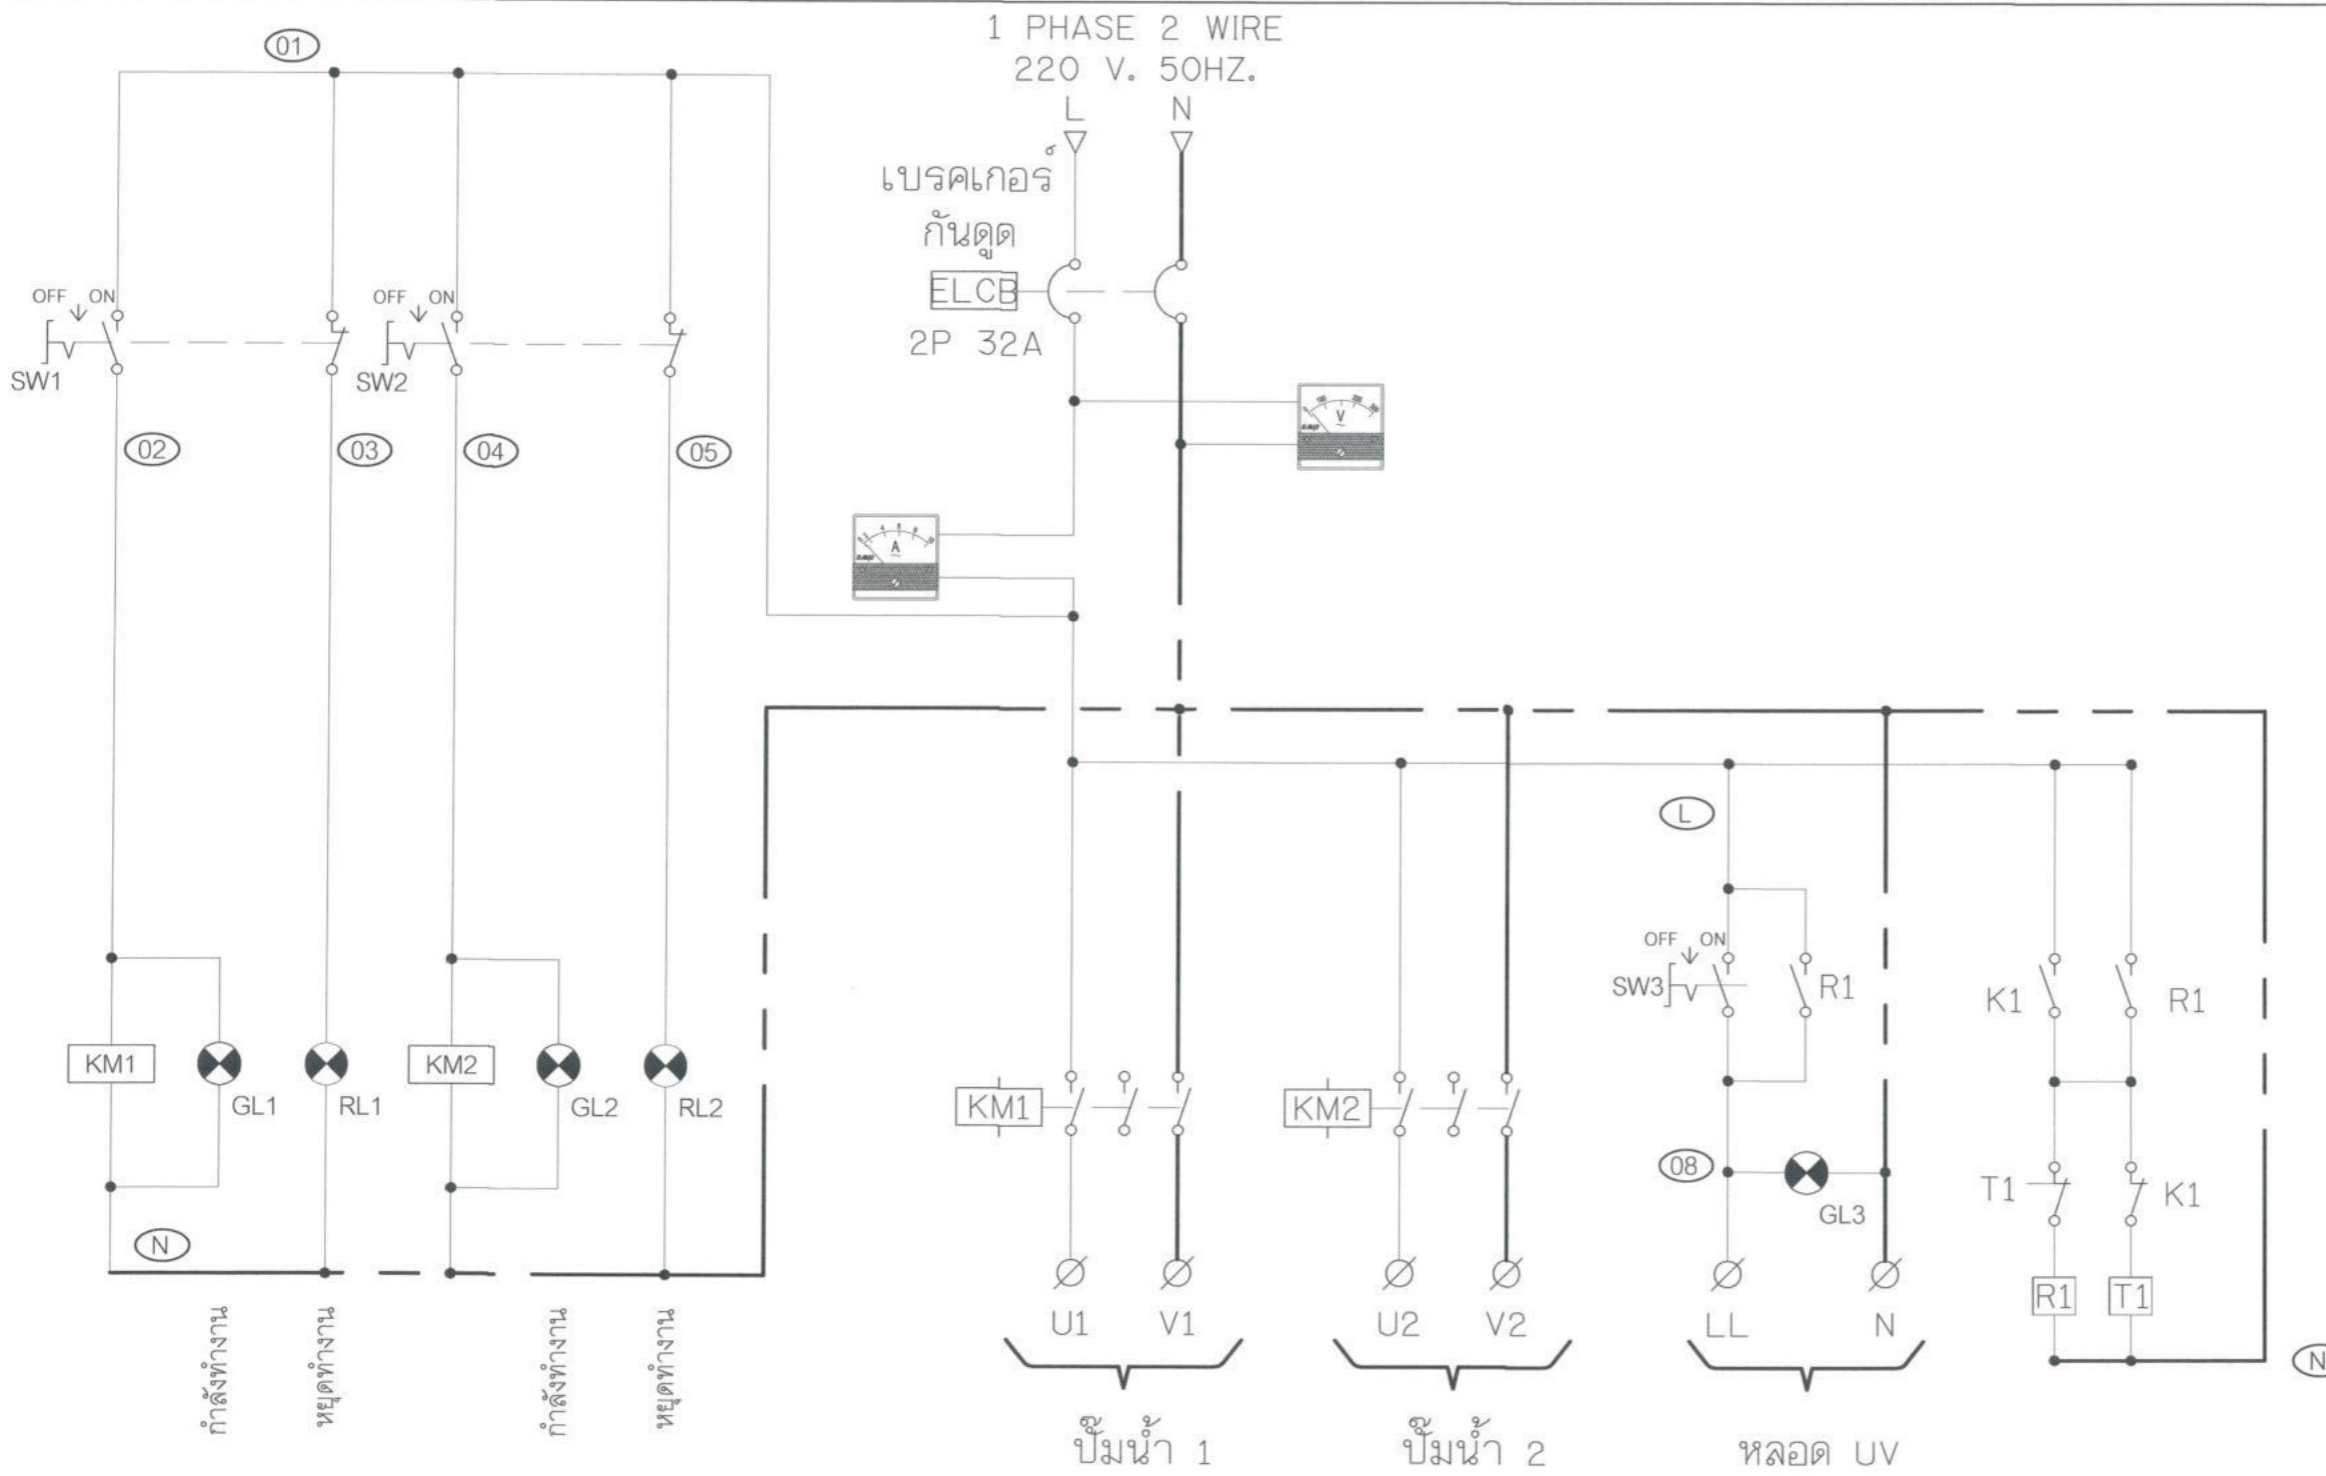 1 PHASE 2 WIRE
220 V. 50HZ.
L N
01
เบรคเกอร์
กันดูด
ELCB
2P 32A
OFF ON
SW1
OFF ON
SW2
02
03
04
05
V
A
L
OFF ON
SW3
R1
K1
R1
KM1
GL1
RL1
KM2
GL2
RL2
KM1
KM2
08
GL3
T1
K1
N
R1
T1
U1 V1
U2 V2
LL N
N
กำลังทำงาน
หยุดทำงาน
กำลังทำงาน
หยุดทำงาน
ปั๊มน้ำ 1
ปั๊มน้ำ 2
หลอด UV